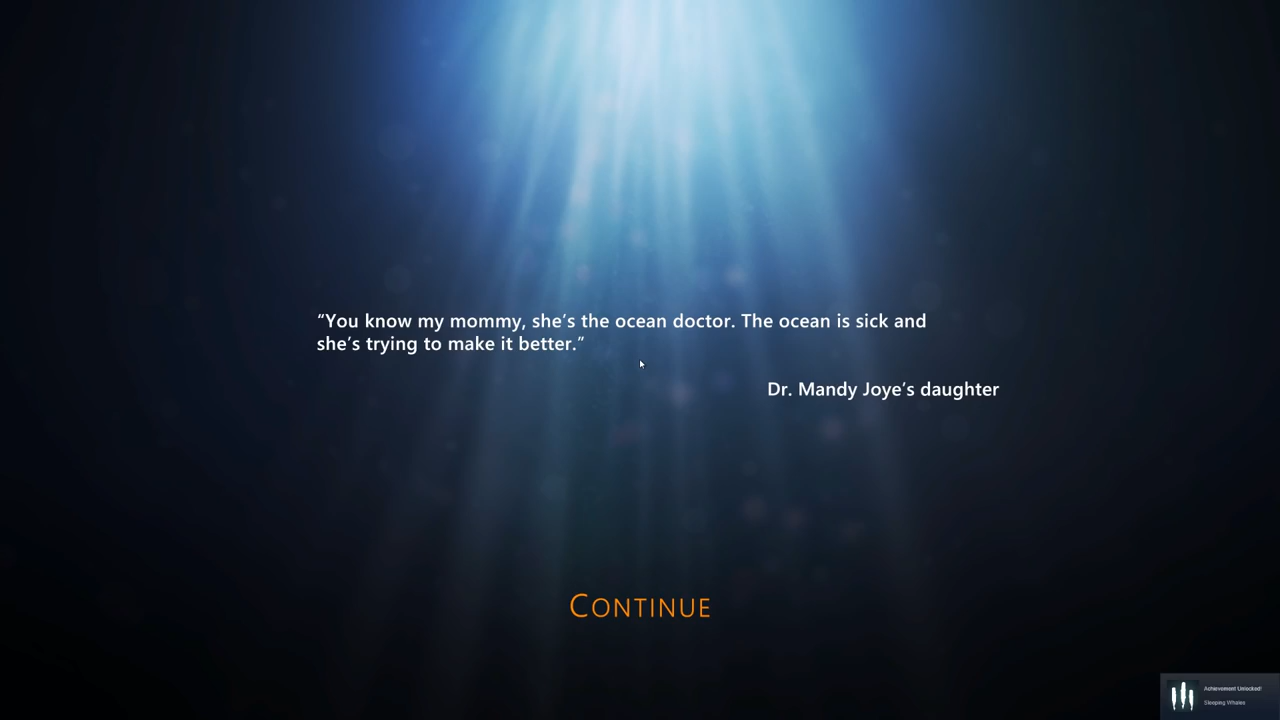 “You know my mommy, she’s the ocean doctor. The ocean is sick and
she’s trying to make it better.”
Dr. Mandy Joye’s daughter
CONTINUE
Achievement Unlocked!
Sleeping Whales